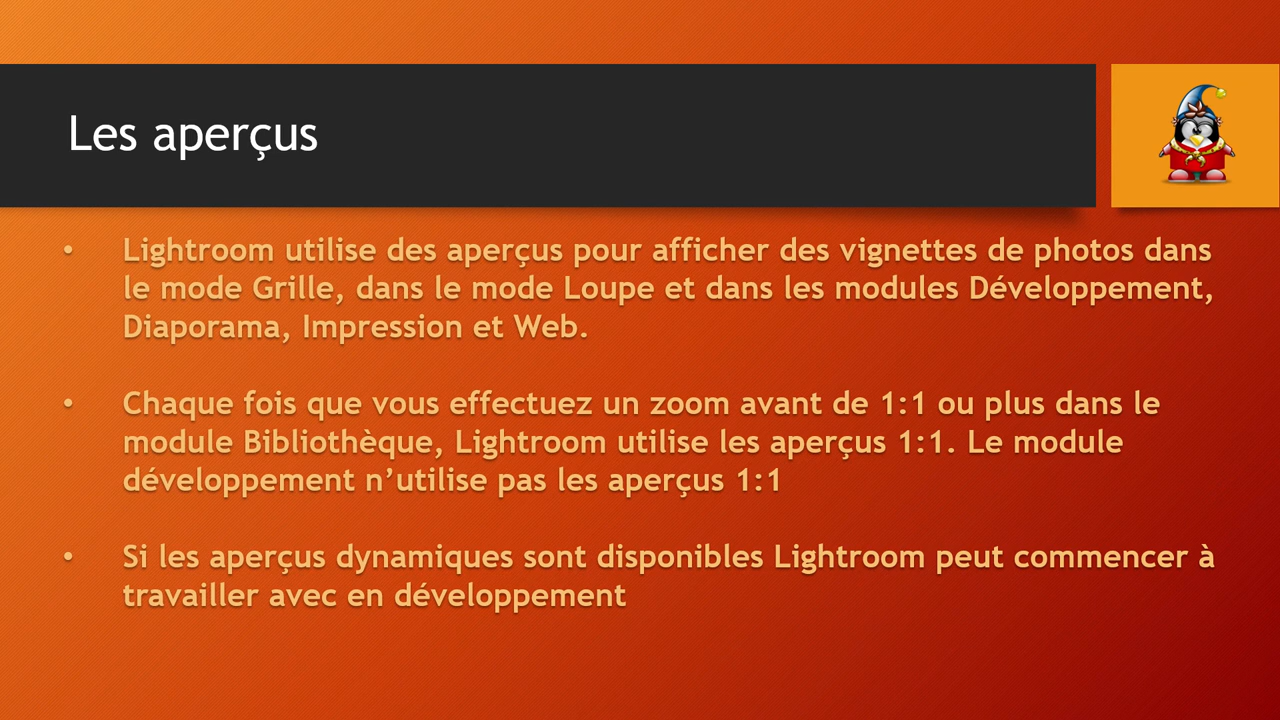 Les aperçus
• Lightroom utilise des aperçus pour afficher des vignettes de photos dans
le mode Grille, dans le mode Loupe et dans les modules Développement,
Diaporama, Impression et Web.
• Chaque fois que vous effectuez un zoom avant de 1:1 ou plus dans le
module Bibliothèque, Lightroom utilise les aperçus 1:1. Le module
développement n’utilise pas les aperçus 1:1
• Si les aperçus dynamiques sont disponibles Lightroom peut commencer à
travailler avec en développement